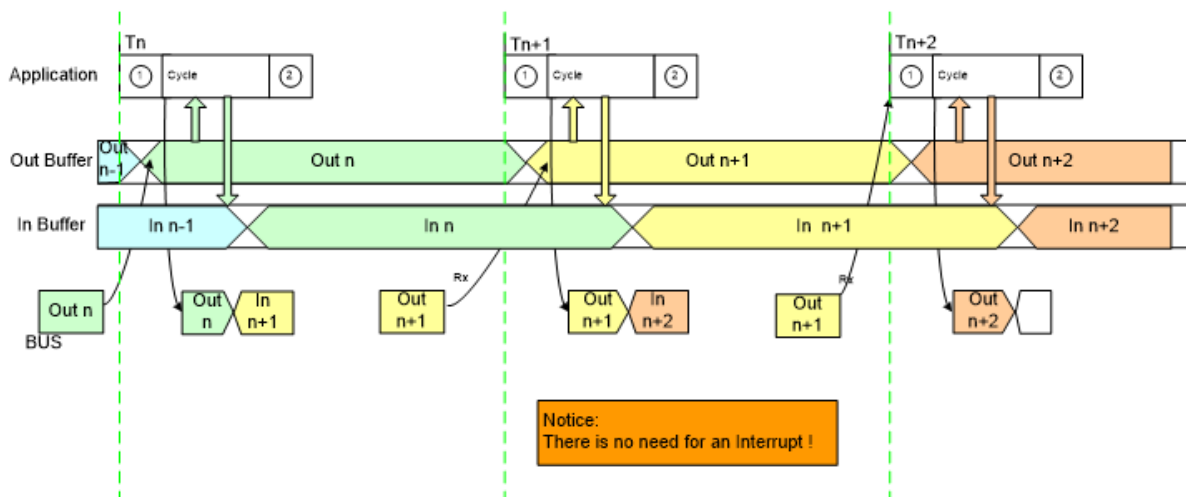 Tn
Tn+1
Tn+2
Application
1
Cycle
2
1
Cycle
2
1
Cycle
2
Out Buffer
Out
n-1
Out n
Out n+1
Out n+2
In Buffer
In n-1
In n
In n+1
In n+2
Rx
Rx
Out n
Out
n
In
n+1
Out
n+1
Out
n+1
In
n+2
Out
n+1
Out
n+2
BUS
Notice:
There is no need for an Interrupt !